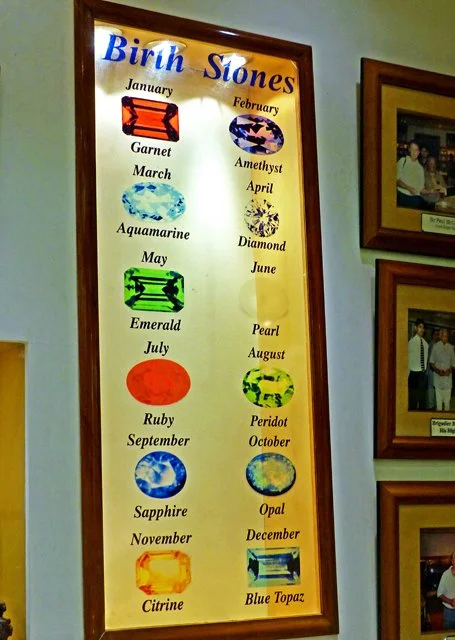 Birth Stones
January
February
Garnet
Amethyst
March
April
Aquamarine
Diamond
May
June
Emerald
Pearl
July
August
Ruby
Peridot
September
October
Sapphire
Opal
November
December
Citrine
Blue Topaz
Brigadier